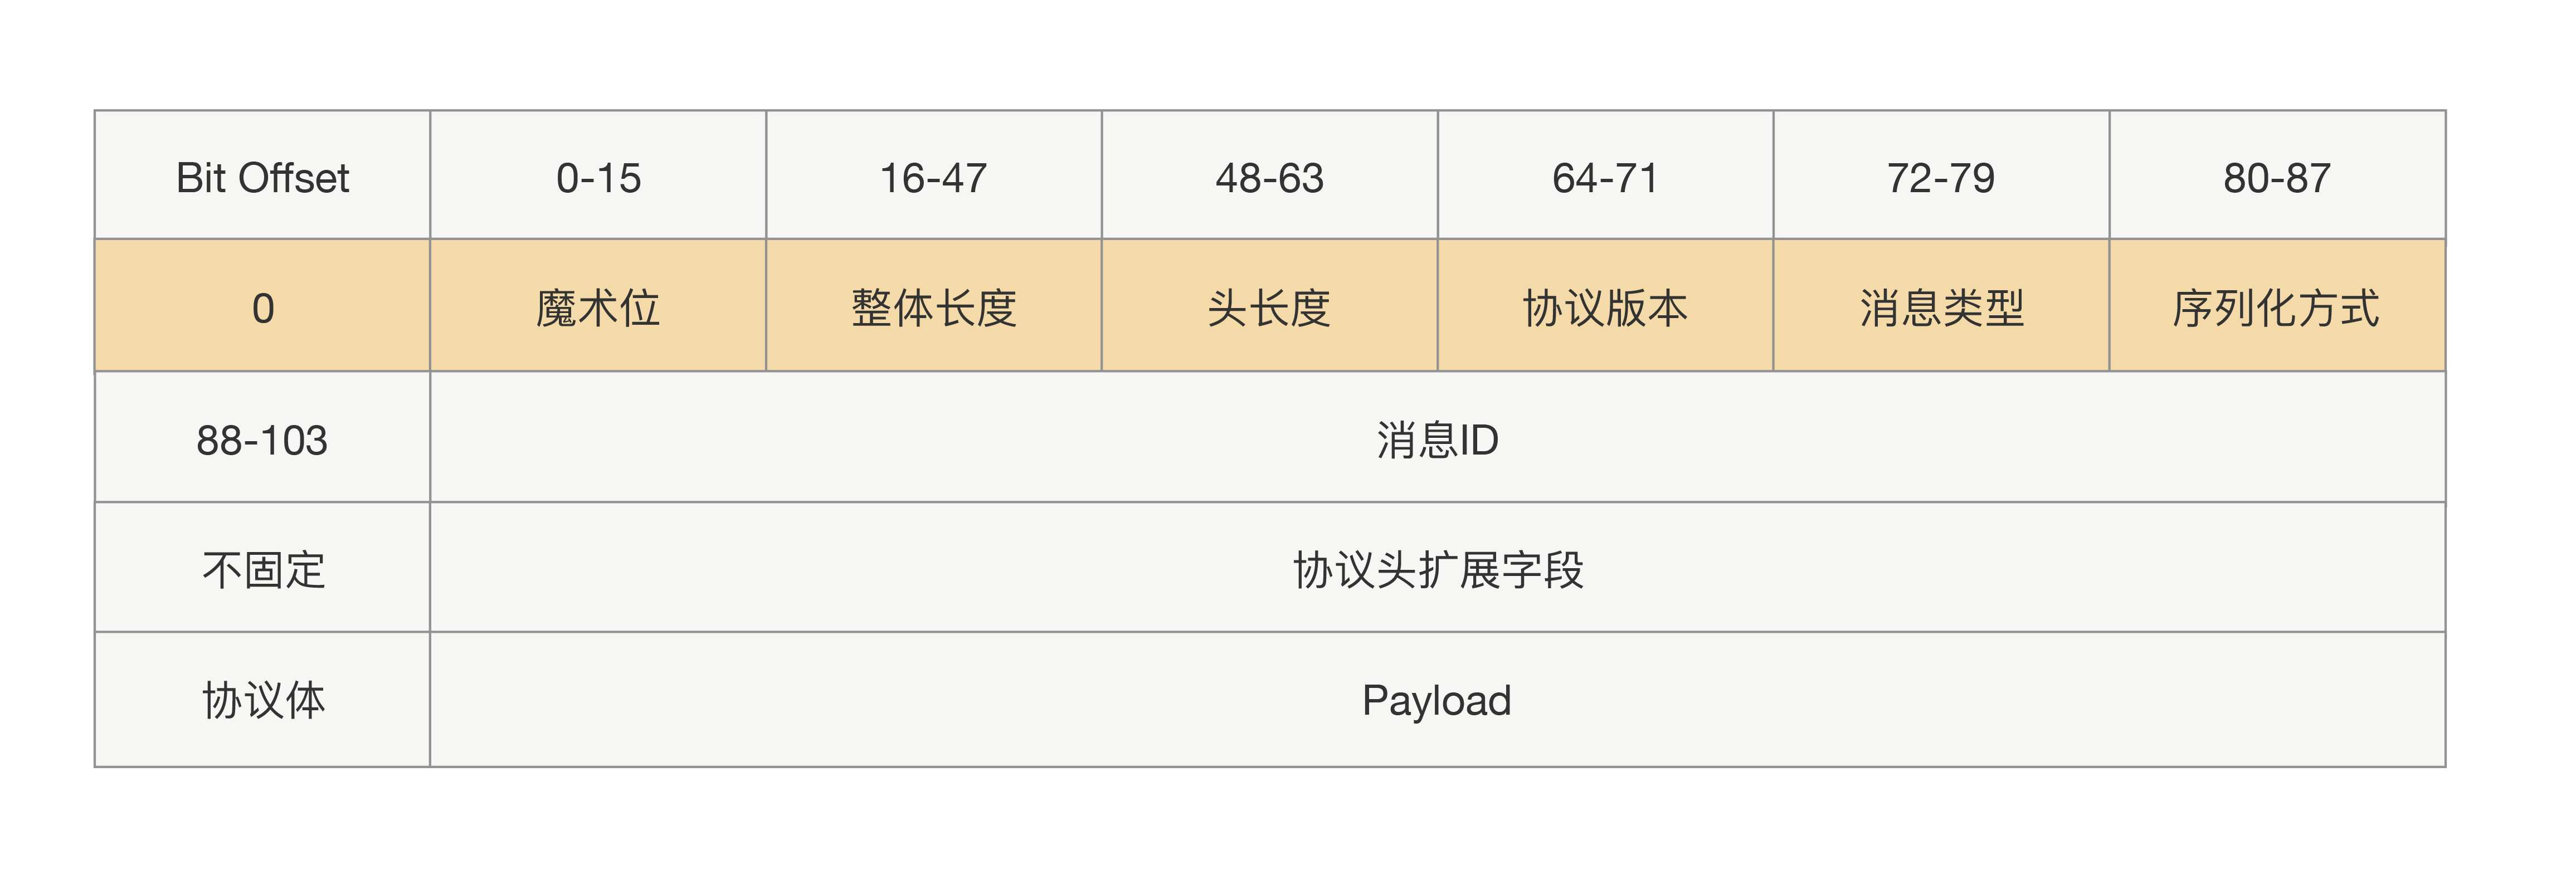 Bit Offset 0-15 16-47 48-63 64-71 72-79 80-87
0 魔术位 整体长度 头长度 协议版本 消息类型 序列化方式
88-103 消息ID
不固定 协议头扩展字段
协议体 Payload